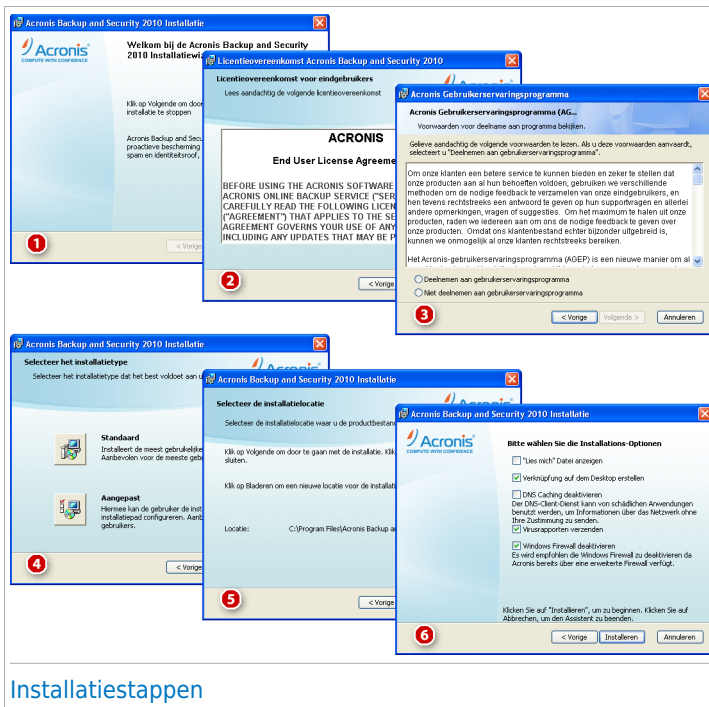 Acronis Backup and Security 2010 Installatie
Acronis
COMPUTE WITH CONFIDENCE
Welkom bij de Acronis Backup and Security
2010
Klik op Volgende om door
installatie te stoppen
Acronis Backup and Secu
proactieve bescherming
spam en identiteitsroof,
< Vorige
1
Licentieovereenkomst Acronis Backup and Security 2010
Licentieovereenkomst voor eindgebruikers
Lees aandachtig de volgende licentieovereenkomst
ACRONIS
End User License Agreeme
BEFORE USING THE ACRONIS SOFTWARE
ACRONIS ONLINE BACKUP SERVICE ("SER
CAREFULLY READ THE FOLLOWING LICEN
("AGREEMENT") THAT APPLIES TO THE SE
AGREEMENT GOVERNS YOUR USE OF ANY
INCLUDING ANY UPDATES THAT MAY BE P
< Vorige
2
Acronis Gebruikerservaringsprogramma
Acronis Gebruikerservaringsprogramma (AG...
Voorwaarden voor deelname aan programma bekijken.
Gelieve aandachtig de volgende voorwaarden te lezen. Als u deze voorwaarden aanvaardt,
selecteert u "Deelnemen aan gebruikerservaringsprogramma".
Om onze klanten een betere service te kunnen bieden en zeker te stellen dat
onze producten aan al hun behoeften voldoen, gebruiken we verschillende
methoden om de nodige feedback te verzamelen van onze eindgebruikers, en
hen rechtstreeks een antwoord te geven op hun supportvragen en allerlei
andere opmerkingen, vragen of suggesties. Om het maximum te halen uit onze
producten, raden we iedereen aan om ons de nodige feedback te geven over
onze producten. Omdat ons klantenbestand echter bijzonder uitgebreid is,
kunnen we onmogelijk al onze klanten rechtstreeks bereiken.
Het Acronis-gebruikerservaringsprogramma (AGEP) is een nieuwe manier om al
Deelnemen aan gebruikerservaringsprogramma
Niet deelnemen aan gebruikerservaringsprogramma
3
< Vorige Volgende > Annuleren
Acronis Backup and Security 2010 Installatie
Selecteer het installatietype
Selecteer het installatietype dat het best voldoet aan u
Acronis
Standaard
Installeert de meest gebruikelijke
Aanbevolen voor de meeste geb
Aangepast
Hiermee kan de gebruiker de inst
installatiepad configureren. Aanb
gebruikers.
< Vorige
4
Acronis Backup and Security 2010 Installatie
Selecteer de installatielocatie
Selecteer de installatielocatie waar u de productbestan
Klik op Volgende om door te gaan met de installatie. Klik
sluiten.
Klik op Bladeren om een nieuwe locatie voor de installati
Locatie: C:\Program Files\Acronis Backup a
< Vorige
5
Acronis Backup and Security 2010 Installatie
Acronis
COMPUTE WITH CONFIDENCE
Bitte wählen Sie die Installations-Optionen
"Lies mich" Datei anzeigen
Verknüpfung auf dem Desktop erstellen
DNS Caching deaktivieren
Der DNS-Client-Dienst kann von schädlichen Anwendungen
benutzt werden, um Informationen über das Netzwerk ohne
Ihre Zustimmung zu senden.
Virusrapporten verzenden
Windows Firewall deaktivieren
Es wird empfohlen die Windows Firewall zu deaktivieren da
Acronis bereits über eine erweiterte Firewall verfügt.
Klicken Sie auf "Installieren", um zu beginnen. Klicken Sie auf
Abbrechen, um den Assistent zu beenden.
6
< Vorige Installeren Annuleren
Installatiestappen